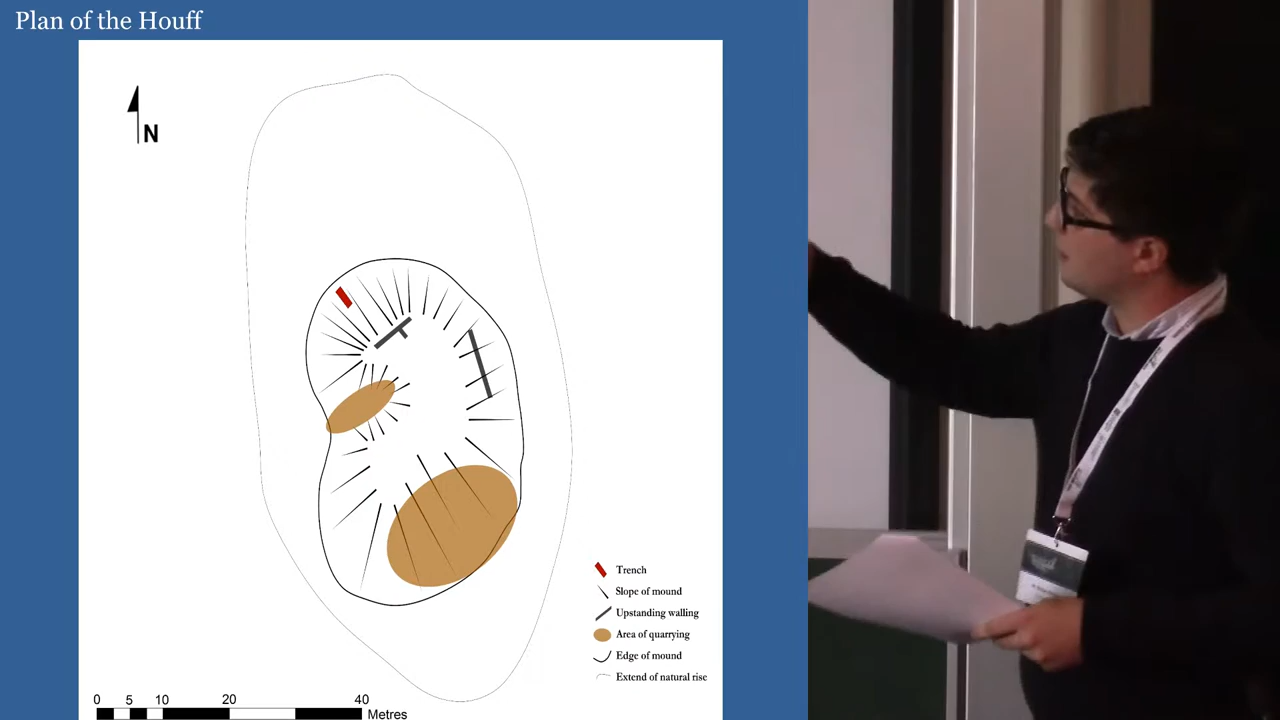 Plan of the Houff
N
Trench
Slope of mound
Upstanding walling
Area of quarrying
Edge of mound
Extend of natural rise
0 5 10 20 40
Metres